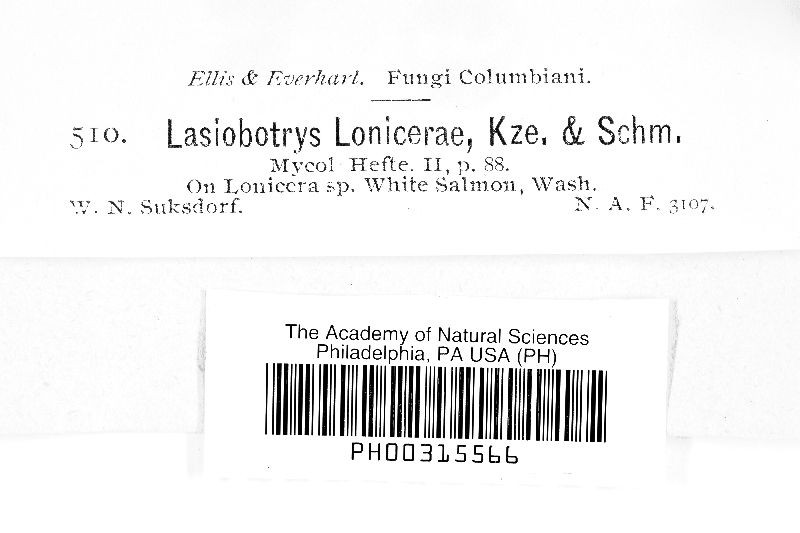 Ellis & Everhart. Fungi Columbiani.
510. Lasiobotrys Lonicerae, Kze. & Schm.
Mycol Hefte. II, p. 88.
On Lonicera sp. White Salmon, Wash.
W. N. Suksdorf. N. A. F. 3107.
The Academy of Natural Sciences
Philadelphia, PA USA (PH)
PH00315566